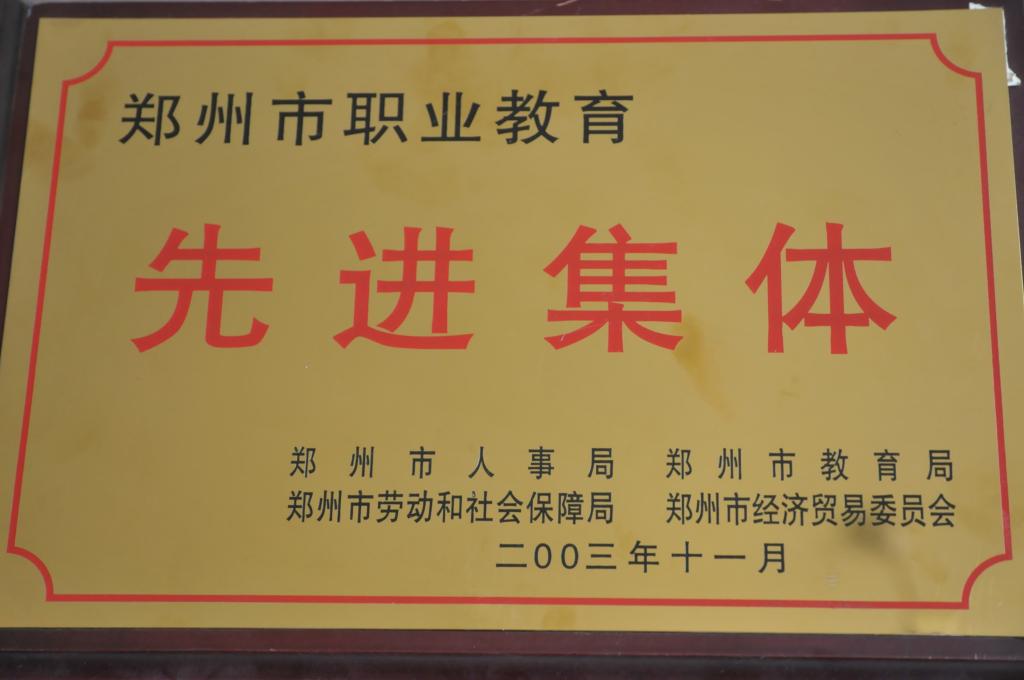 郑州市职业教育
先进集体
郑州市人事局 郑州市教育局
郑州市劳动和社会保障局 郑州市经济贸易委员会
二00三年十一月